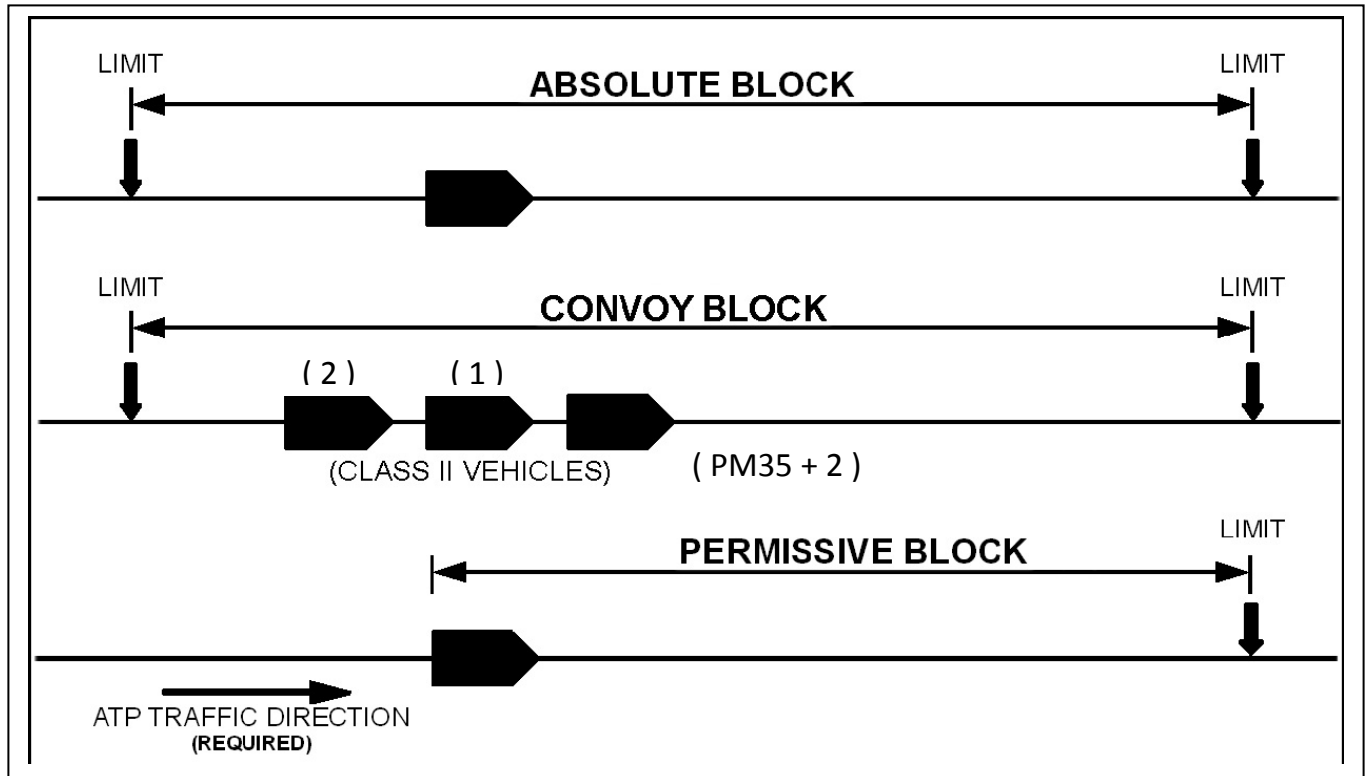 LIMIT LIMIT
ABSOLUTE BLOCK
LIMIT LIMIT
CONVOY BLOCK
( 2 ) ( 1 )
(CLASS II VEHICLES) ( PM35 + 2 )
LIMIT
PERMISSIVE BLOCK
ATP TRAFFIC DIRECTION
(REQUIRED)